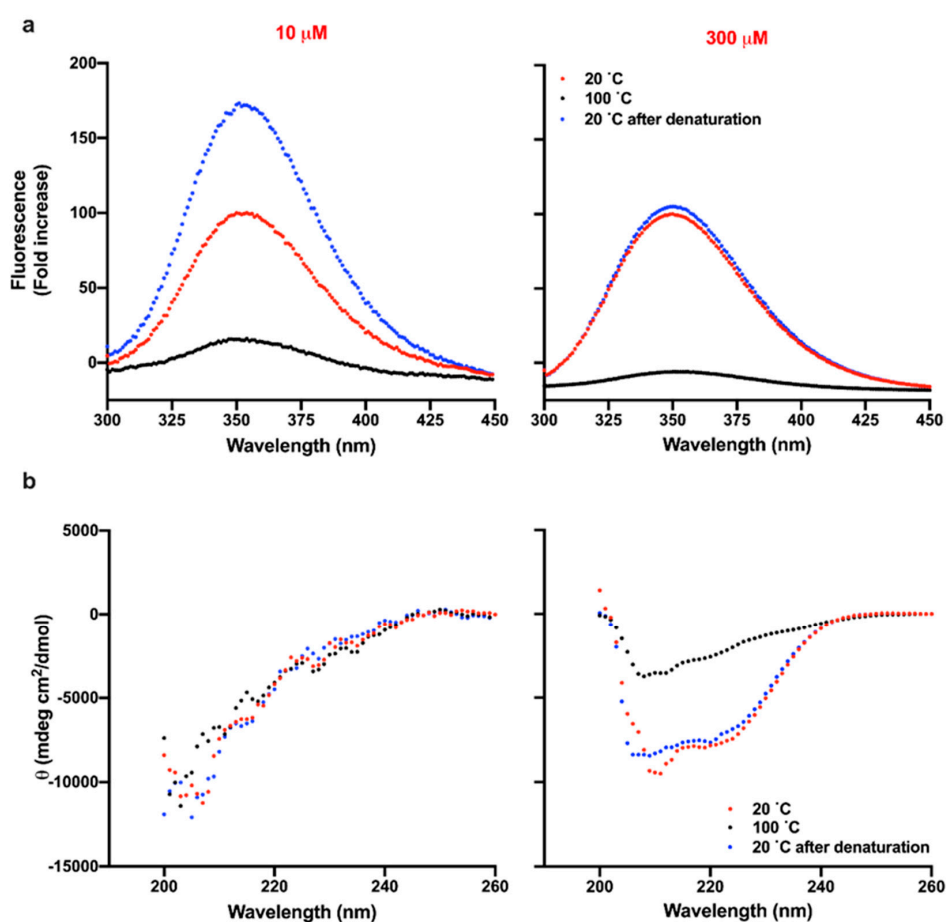 a
10 μM
300 μM
Fluorescence
(Fold increase)
200
150
100
50
0
300 325 350 375 400 425 450
Wavelength (nm)
20 ˚C
100 ˚C
20 ˚C after denaturation
300 325 350 375 400 425 450
Wavelength (nm)
b
θ (mdeg cm²/dmol)
5000
0
-5000
-10000
-15000
200 220 240 260
Wavelength (nm)
20 ˚C
100 ˚C
20 ˚C after denaturation
200 220 240 260
Wavelength (nm)